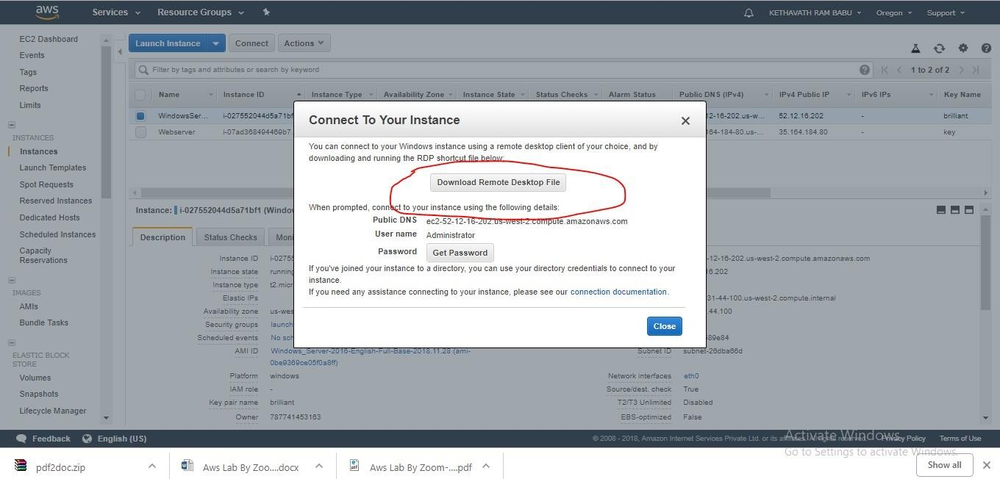 aws Services Resource Groups KETHAVATH RAM BABU Oregon Support
EC2 Dashboard
Events
Tags
Reports
Limits
INSTANCES
Instances
Launch Templates
Spot Requests
Reserved Instances
Dedicated Hosts
Scheduled Instances
Capacity
Reservations
IMAGES
AMIs
Bundle Tasks
ELASTIC BLOCK
STORE
Volumes
Snapshots
Lifecycle Manager
Launch Instance Connect Actions
Filter by tags and attributes or search by keyword 1 to 2 of 2
Name Instance ID Instance Type Availability Zone Instance State Status Checks Alarm Status Public DNS (IPv4) IPv4 Public IP IPv6 IPs Key Name
WindowsSer... i-027552044d5a71bf 12-16-202.us-w... 52.12.16.202 - brilliant
Webserver i-07ad368494469b7. 164-184-80.us-... 35.164.184.80 - key
Connect To Your Instance
You can connect to your Windows instance using a remote desktop client of your choice, and by
downloading and running the RDP shortcut file below:
Download Remote Desktop File
When prompted, connect to your instance using the following details:
Public DNS ec2-52-12-16-202.us-west-2.compute.amazonaws.com
User name Administrator
Password Get Password
If you've joined your instance to a directory, you can use your directory credentials to connect to your
instance.
If you need any assistance connecting to your instance, please see our connection documentation.
Close
Instance: i-027552044d5a71bf1 (Windo
Description Status Checks Moni
Instance ID i-0275 -12-16-202.us-west-2.compute.amazonaws.com
Instance state running 6.202
Instance type t2.micr
Elastic IPs 31-44-100.us-west-2.compute.internal
Availability zone us-wes .44.100
Security groups launch
Scheduled events No sch 589e84
AMI ID Windows_Server-2016-English-Full-Base-2018.11.28 (ami- Subnet ID subnet-26dba66d
0be9369ce05f0a8ff)
Platform windows Network interfaces eth0
IAM role - Source/dest. check True
Key pair name brilliant T2/T3 Unlimited Disabled
Owner 787741453163 EBS-optimized False
Feedback English (US) © 2008 - 2018, Amazon Internet Services Private Ltd. or its affiliates. All rights reserved. Privacy Policy Terms of Use
Activate Windows
Go to Settings to activate Windows.
pdf2doc.zip Aws Lab By Zoo....docx Aws Lab By Zoom-....pdf Show all